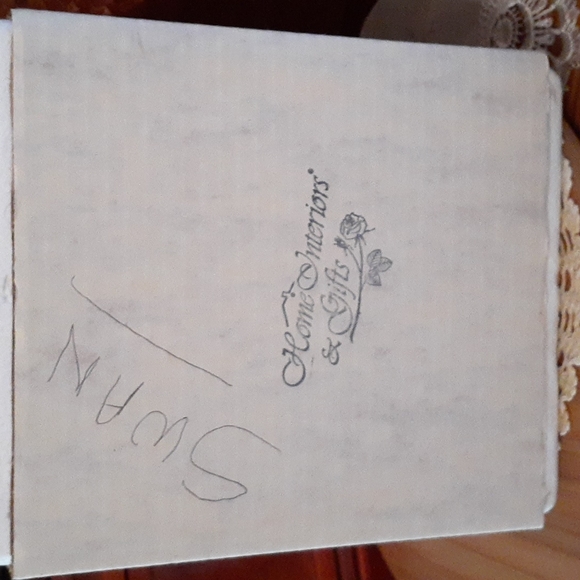 Home Interiors®
& Gifts
SWAN